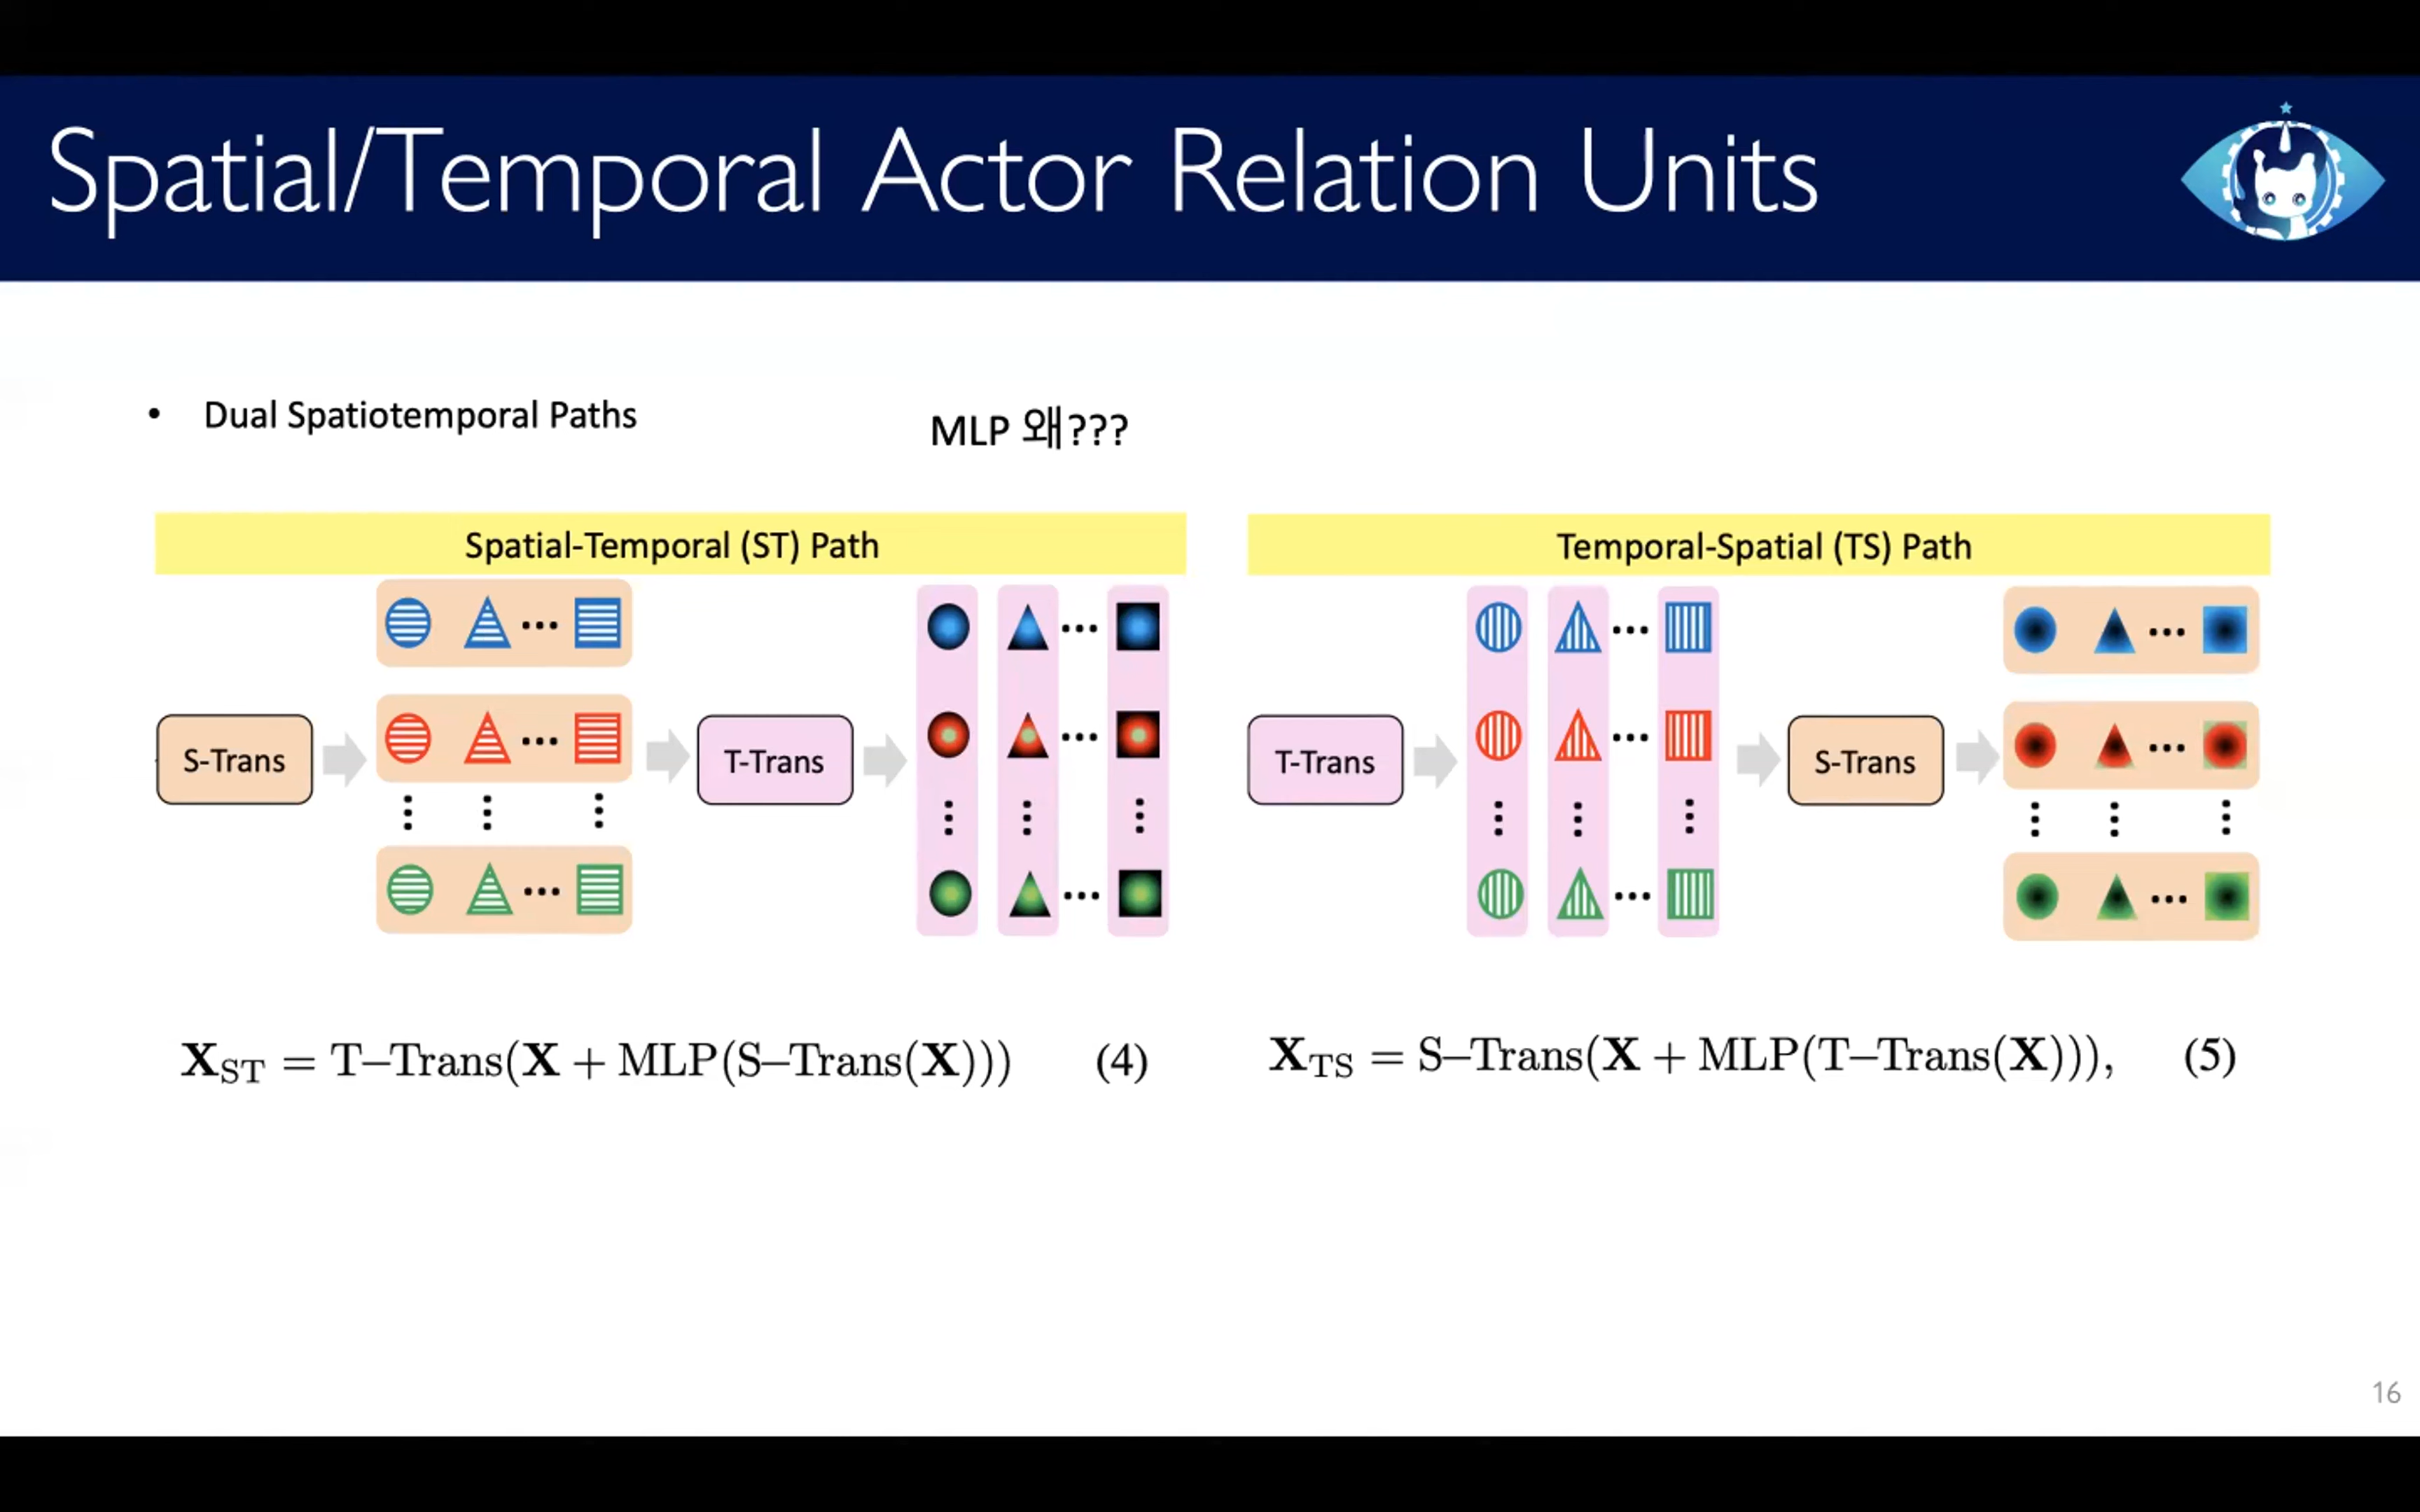 Spatial/Temporal Actor Relation Units
• Dual Spatiotemporal Paths
MLP 왜???
Spatial-Temporal (ST) Path
S-Trans
T-Trans
X_ST = T–Trans(X + MLP(S–Trans(X))) (4)
Temporal-Spatial (TS) Path
T-Trans
S-Trans
X_TS = S–Trans(X + MLP(T–Trans(X))), (5)
16